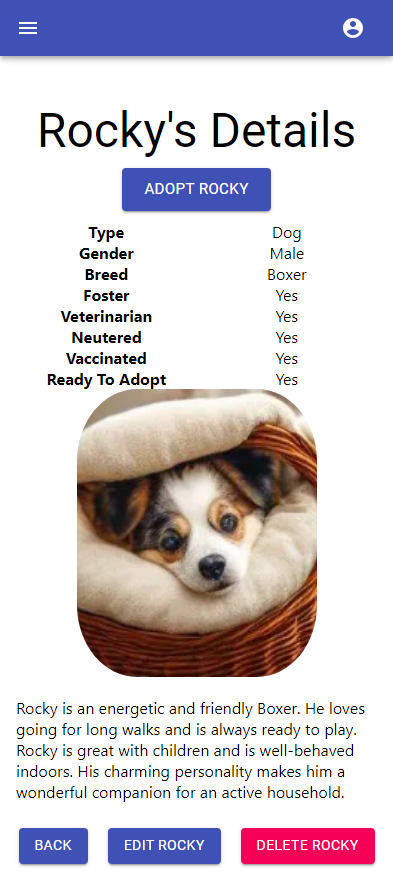 Rocky's Details
ADOPT ROCKY
Type Dog
Gender Male
Breed Boxer
Foster Yes
Veterinarian Yes
Neutered Yes
Vaccinated Yes
Ready To Adopt Yes
Rocky is an energetic and friendly Boxer. He loves
going for long walks and is always ready to play.
Rocky is great with children and is well-behaved
indoors. His charming personality makes him a
wonderful companion for an active household.
BACK EDIT ROCKY DELETE ROCKY